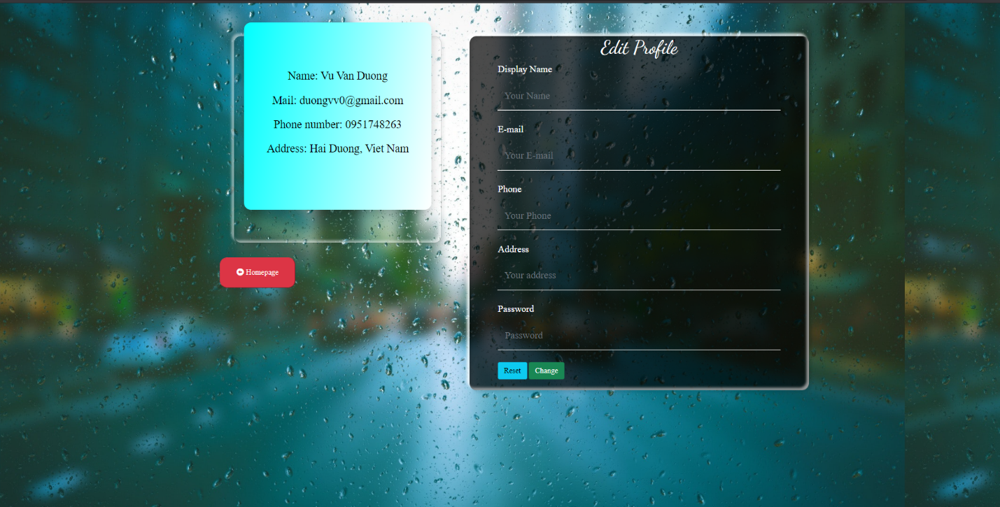 Name: Vu Van Duong
Mail: duongvv0@gmail.com
Phone number: 0951748263
Address: Hai Duong, Viet Nam
Homepage
Edit Profile
Display Name
Your Name
E-mail
Your E-mail
Phone
Your Phone
Address
Your address
Password
Password
Reset Change